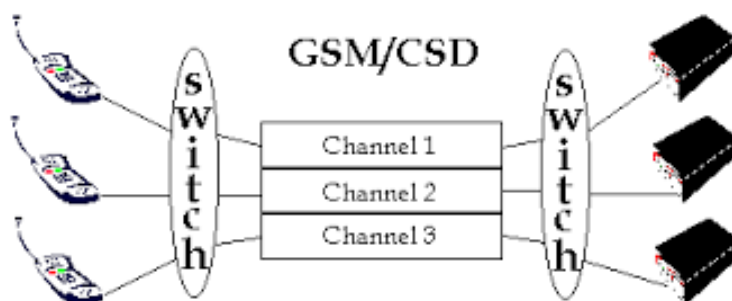 GSM/CSD
switch
Channel 1
Channel 2
Channel 3
switch